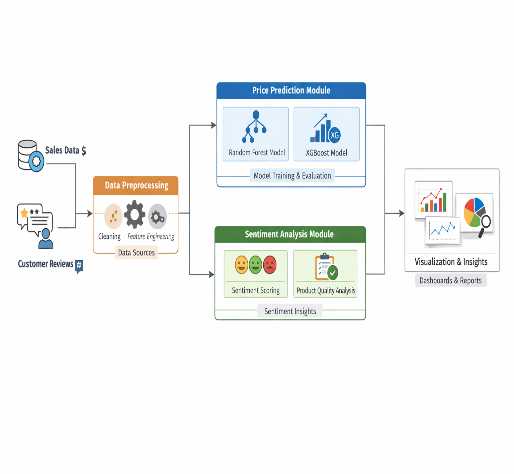 Price Prediction Module
Random Forest Model
XG
XGBoost Model
Model Training & Evaluation
Sales Data $
Data Preprocessing
Cleaning
Feature Engineering
Data Sources
Customer Reviews #
Sentiment Analysis Module
Sentiment Scoring
Product Quality Analysis
Sentiment Insights
Visualization & Insights
Dashboards & Reports